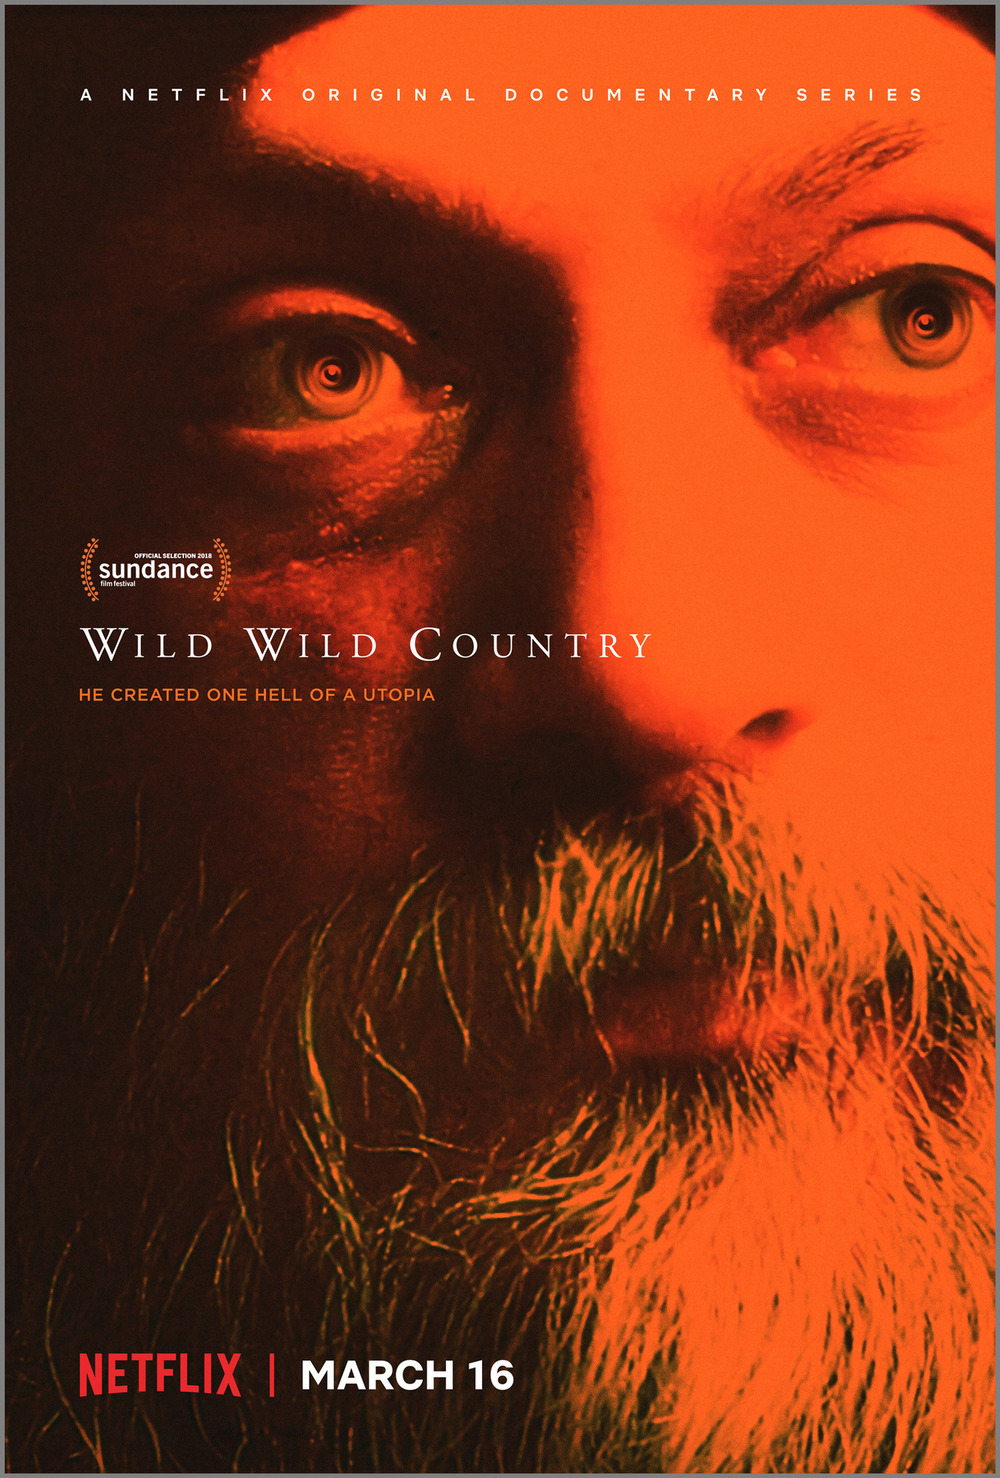 A NETFLIX ORIGINAL DOCUMENTARY SERIES
OFFICIAL SELECTION 2018
sundance
film festival
WILD WILD COUNTRY
HE CREATED ONE HELL OF A UTOPIA
NETFLIX | MARCH 16